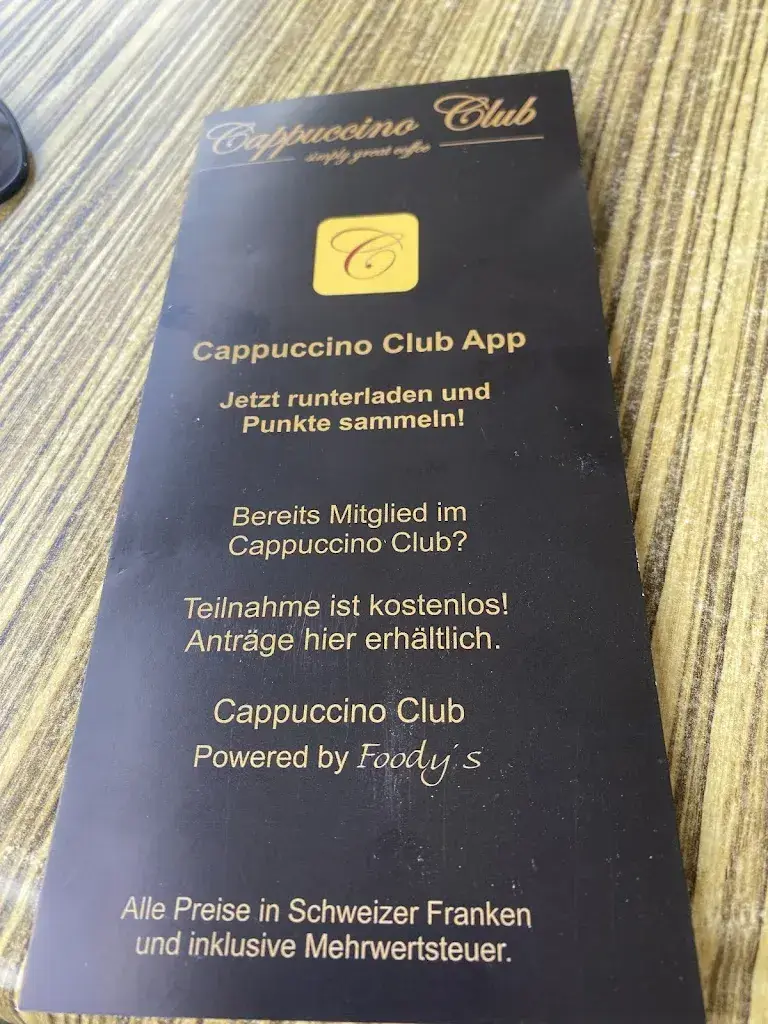 Cappuccino Club
simply great coffee
C
Cappuccino Club App
Jetzt runterladen und
Punkte sammeln!
Bereits Mitglied im
Cappuccino Club?
Teilnahme ist kostenlos!
Anträge hier erhältlich.
Cappuccino Club
Powered by Foody's
Alle Preise in Schweizer Franken
und inklusive Mehrwertsteuer.